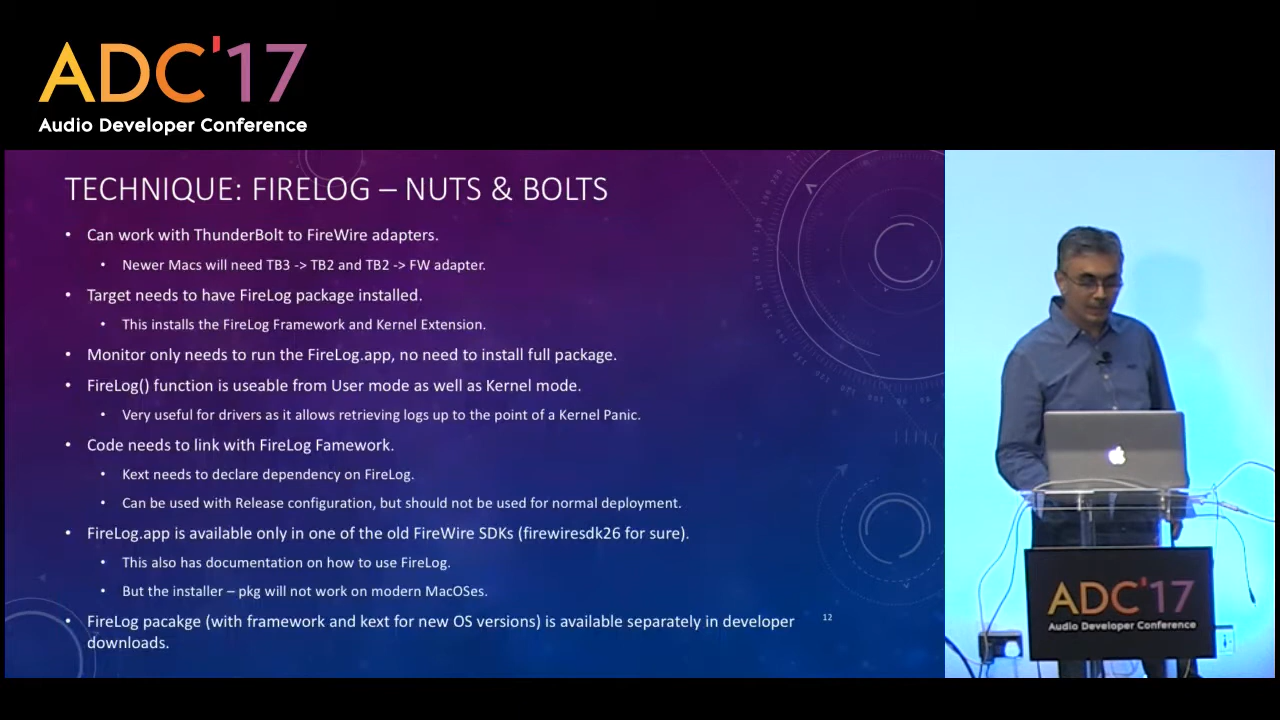 ADC'17
Audio Developer Conference
TECHNIQUE: FIRELOG – NUTS & BOLTS
• Can work with ThunderBolt to FireWire adapters.
• Newer Macs will need TB3 -> TB2 and TB2 -> FW adapter.
• Target needs to have FireLog package installed.
• This installs the FireLog Framework and Kernel Extension.
• Monitor only needs to run the FireLog.app, no need to install full package.
• FireLog() function is useable from User mode as well as Kernel mode.
• Very useful for drivers as it allows retrieving logs up to the point of a Kernel Panic.
• Code needs to link with FireLog Famework.
• Kext needs to declare dependency on FireLog.
• Can be used with Release configuration, but should not be used for normal deployment.
• FireLog.app is available only in one of the old FireWire SDKs (firewiresdk26 for sure).
• This also has documentation on how to use FireLog.
• But the installer – pkg will not work on modern MacOSes.
• FireLog pacakge (with framework and kext for new OS versions) is available separately in developer
downloads.
12
ADC'17
Audio Developer Conference